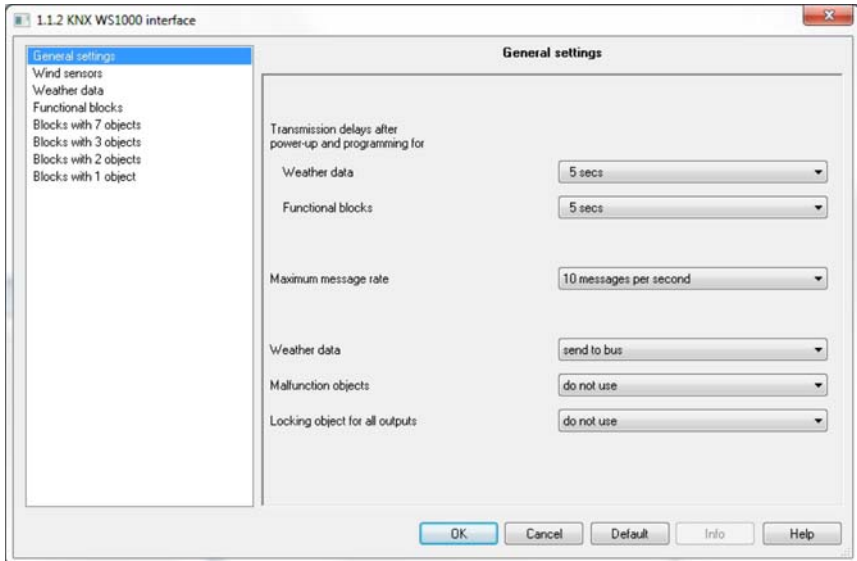 1.1.2 KNX WS1000 interface
General settings
Wind sensors
Weather data
Functional blocks
Blocks with 7 objects
Blocks with 3 objects
Blocks with 2 objects
Blocks with 1 object
General settings
Transmission delays after
power-up and programming for
Weather data 5 secs
Functional blocks 5 secs
Maximum message rate 10 messages per second
Weather data send to bus
Malfunction objects do not use
Locking object for all outputs do not use
OK Cancel Default Info Help